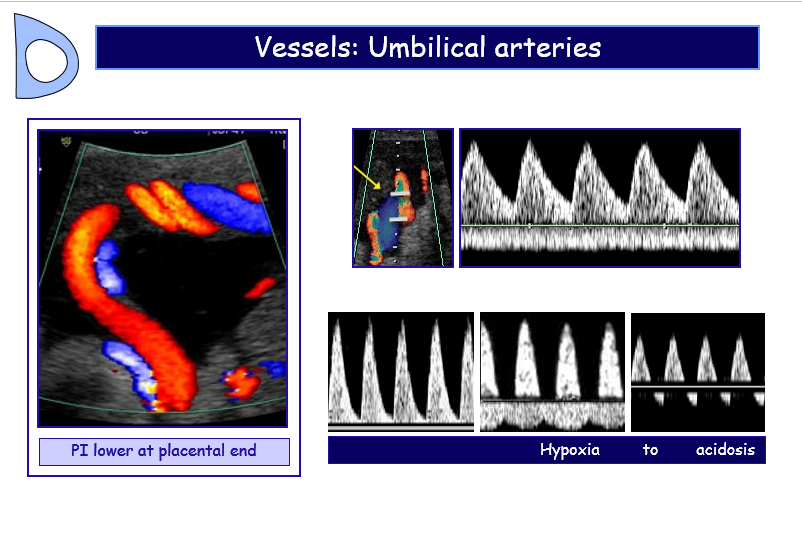 Vessels: Umbilical arteries
PI lower at placental end
Hypoxia to acidosis